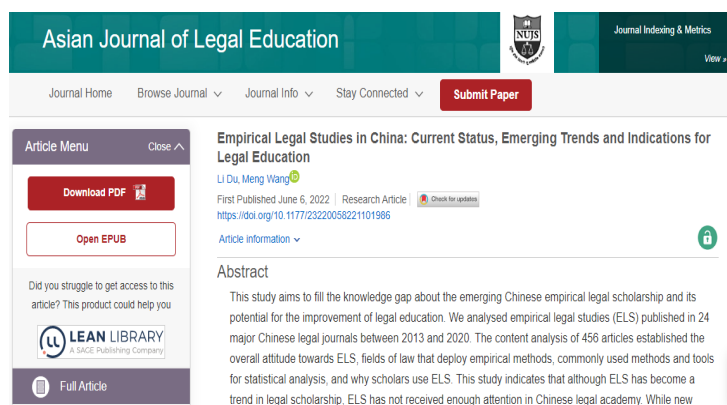 Asian Journal of Legal Education
NUJS
Journal Indexing & Metrics
View »
Journal Home
Browse Journal
Journal Info
Stay Connected
Submit Paper
Article Menu
Close
Download PDF
Open EPUB
Did you struggle to get access to this
article? This product could help you
LEAN LIBRARY
A SAGE Publishing Company
Full Article
Empirical Legal Studies in China: Current Status, Emerging Trends and Indications for
Legal Education
Li Du, Meng Wang
First Published June 6, 2022 | Research Article | Check for updates
https://doi.org/10.1177/23220058221101986
Article information
Abstract
This study aims to fill the knowledge gap about the emerging Chinese empirical legal scholarship and its
potential for the improvement of legal education. We analysed empirical legal studies (ELS) published in 24
major Chinese legal journals between 2013 and 2020. The content analysis of 456 articles established the
overall attitude towards ELS, fields of law that deploy empirical methods, commonly used methods and tools
for statistical analysis, and why scholars use ELS. This study indicates that although ELS has become a
trend in legal scholarship, ELS has not received enough attention in Chinese legal academy. While new